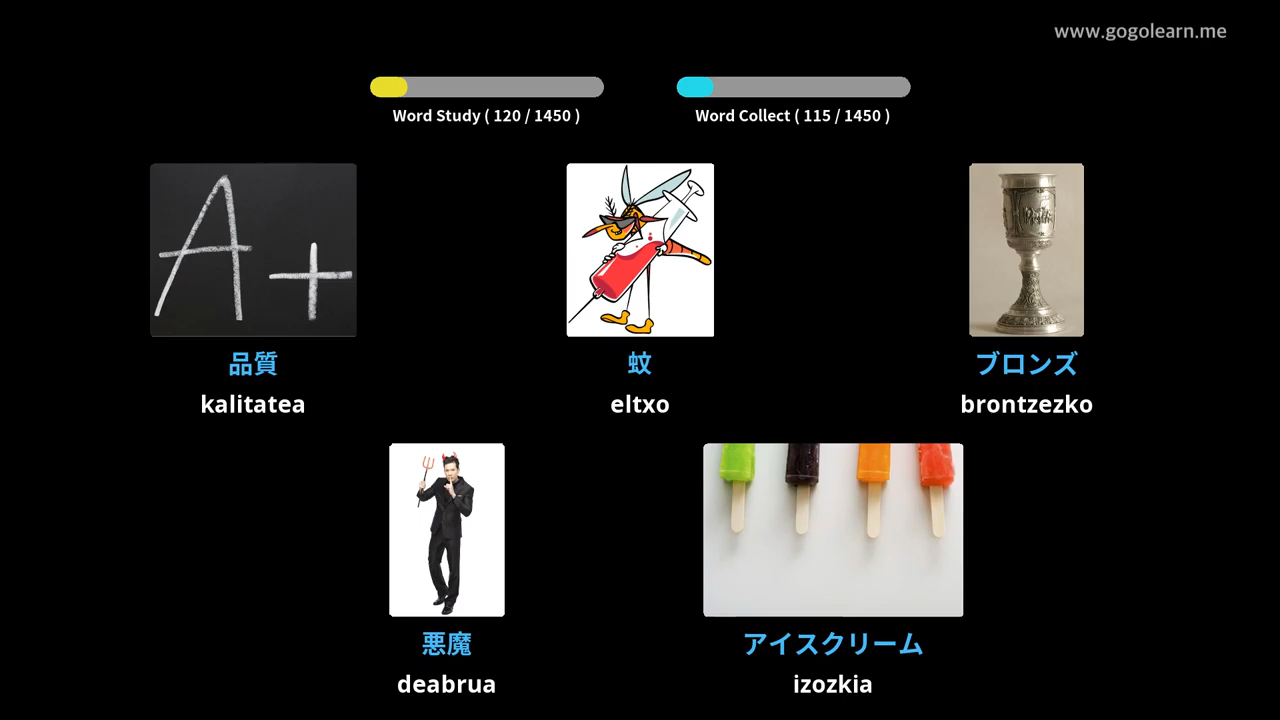 www.gogolearn.me
Word Study ( 120 / 1450 )
Word Collect ( 115 / 1450 )
A+
品質
kalitatea
蚊
eltxo
ブロンズ
brontzezko
悪魔
deabrua
アイスクリーム
izozkia